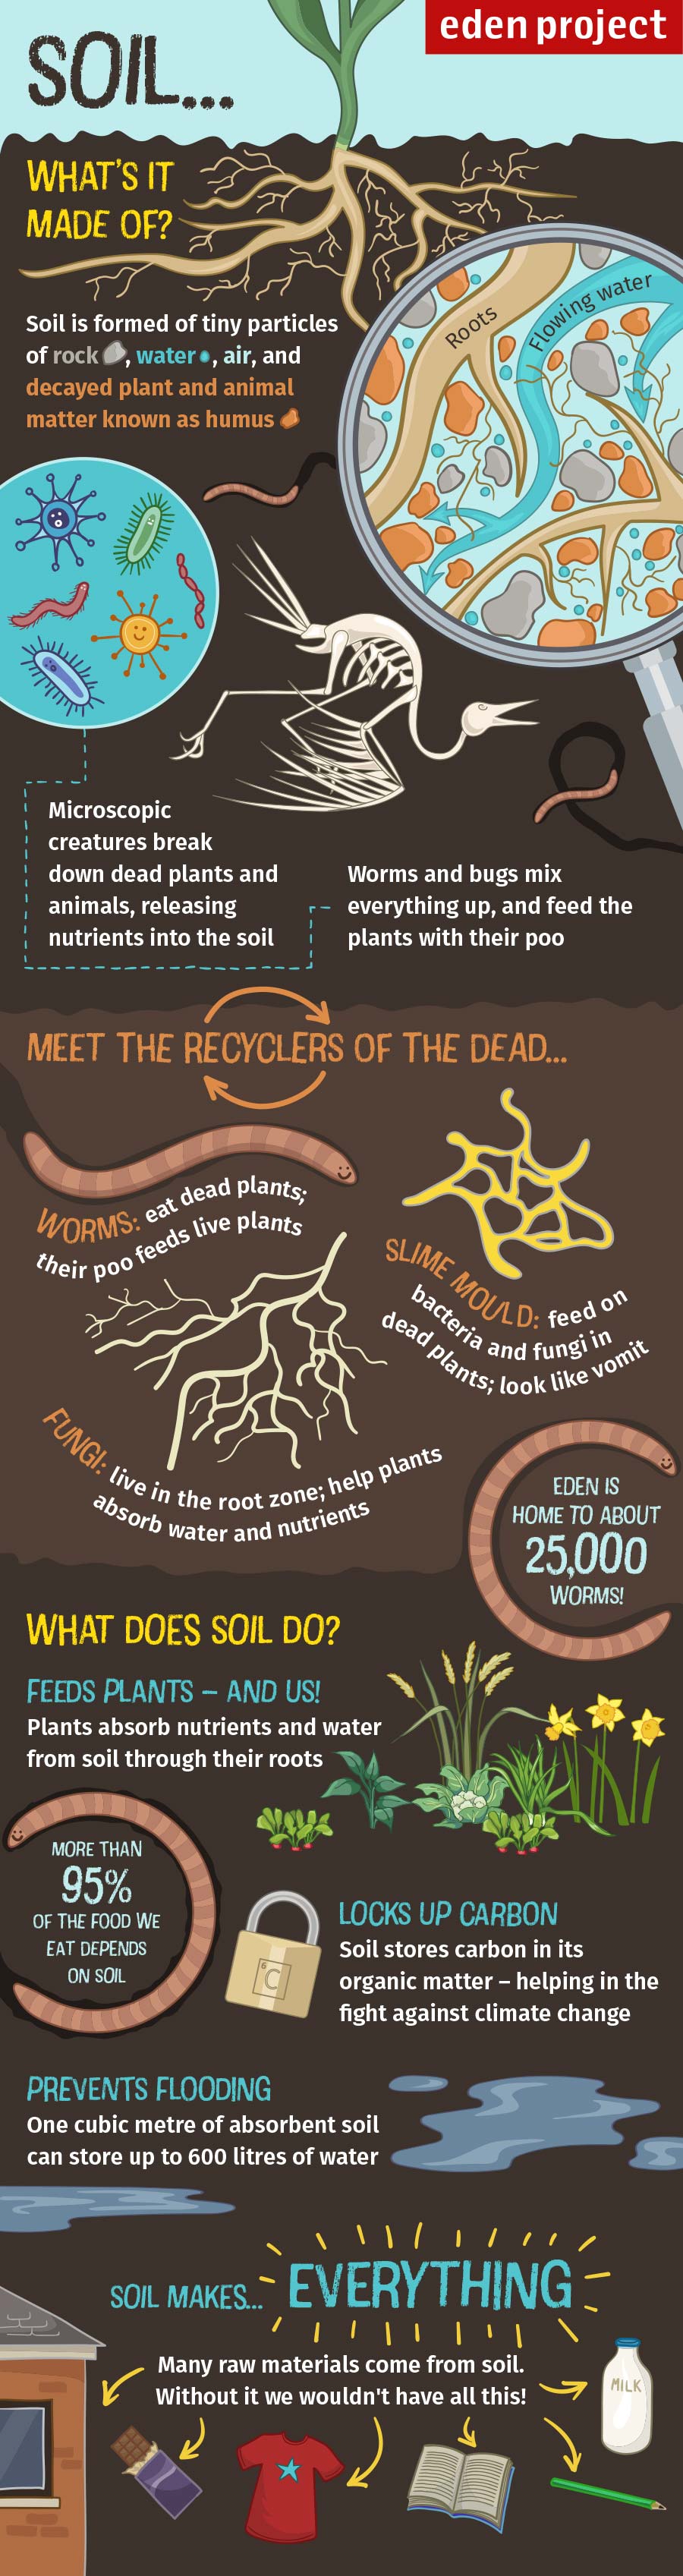 eden project
SOIL...
WHAT'S IT
MADE OF?
Soil is formed of tiny particles
of rock, water, air, and
decayed plant and animal
matter known as humus
Roots
Flowing water
Microscopic
creatures break
down dead plants and
animals, releasing
nutrients into the soil
Worms and bugs mix
everything up, and feed the
plants with their poo
MEET THE RECYCLERS OF THE DEAD...
WORMS: eat dead plants;
their poo feeds live plants
SLIME MOULD: feed on
bacteria and fungi in
dead plants; look like vomit
FUNGI: live in the root zone; help plants
absorb water and nutrients
EDEN IS
HOME TO ABOUT
25,000
WORMS!
WHAT DOES SOIL DO?
FEEDS PLANTS – AND US!
Plants absorb nutrients and water
from soil through their roots
MORE THAN
95%
OF THE FOOD WE
EAT DEPENDS
ON SOIL
6
C
LOCKS UP CARBON
Soil stores carbon in its
organic matter – helping in the
fight against climate change
PREVENTS FLOODING
One cubic metre of absorbent soil
can store up to 600 litres of water
SOIL MAKES... EVERYTHING
Many raw materials come from soil.
Without it we wouldn't have all this!
MILK